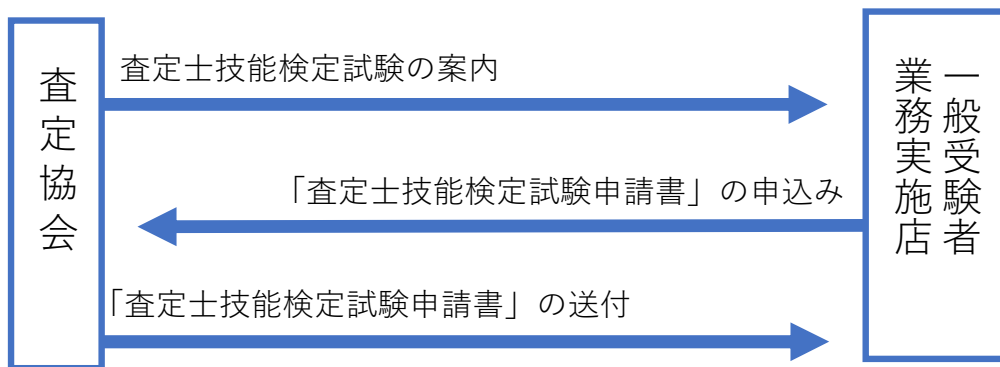 査定協会
査定士技能検定試験の案内
「査定士技能検定試験申請書」の申込み
「査定士技能検定試験申請書」の送付
一般受験者
業務実施店